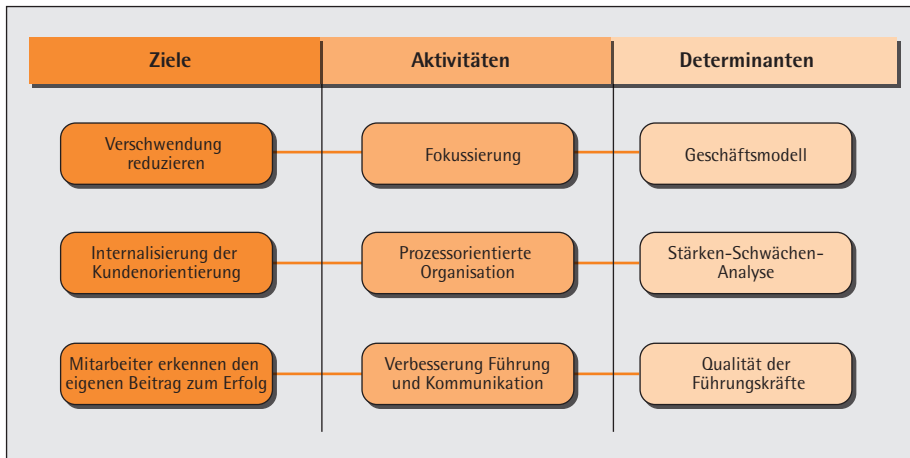 Ziele
Aktivitäten
Determinanten
Verschwendung
reduzieren
Fokussierung
Geschäftsmodell
Internalisierung der
Kundenorientierung
Prozessorientierte
Organisation
Stärken-Schwächen-
Analyse
Mitarbeiter erkennen den
eigenen Beitrag zum Erfolg
Verbesserung Führung
und Kommunikation
Qualität der
Führungskräfte